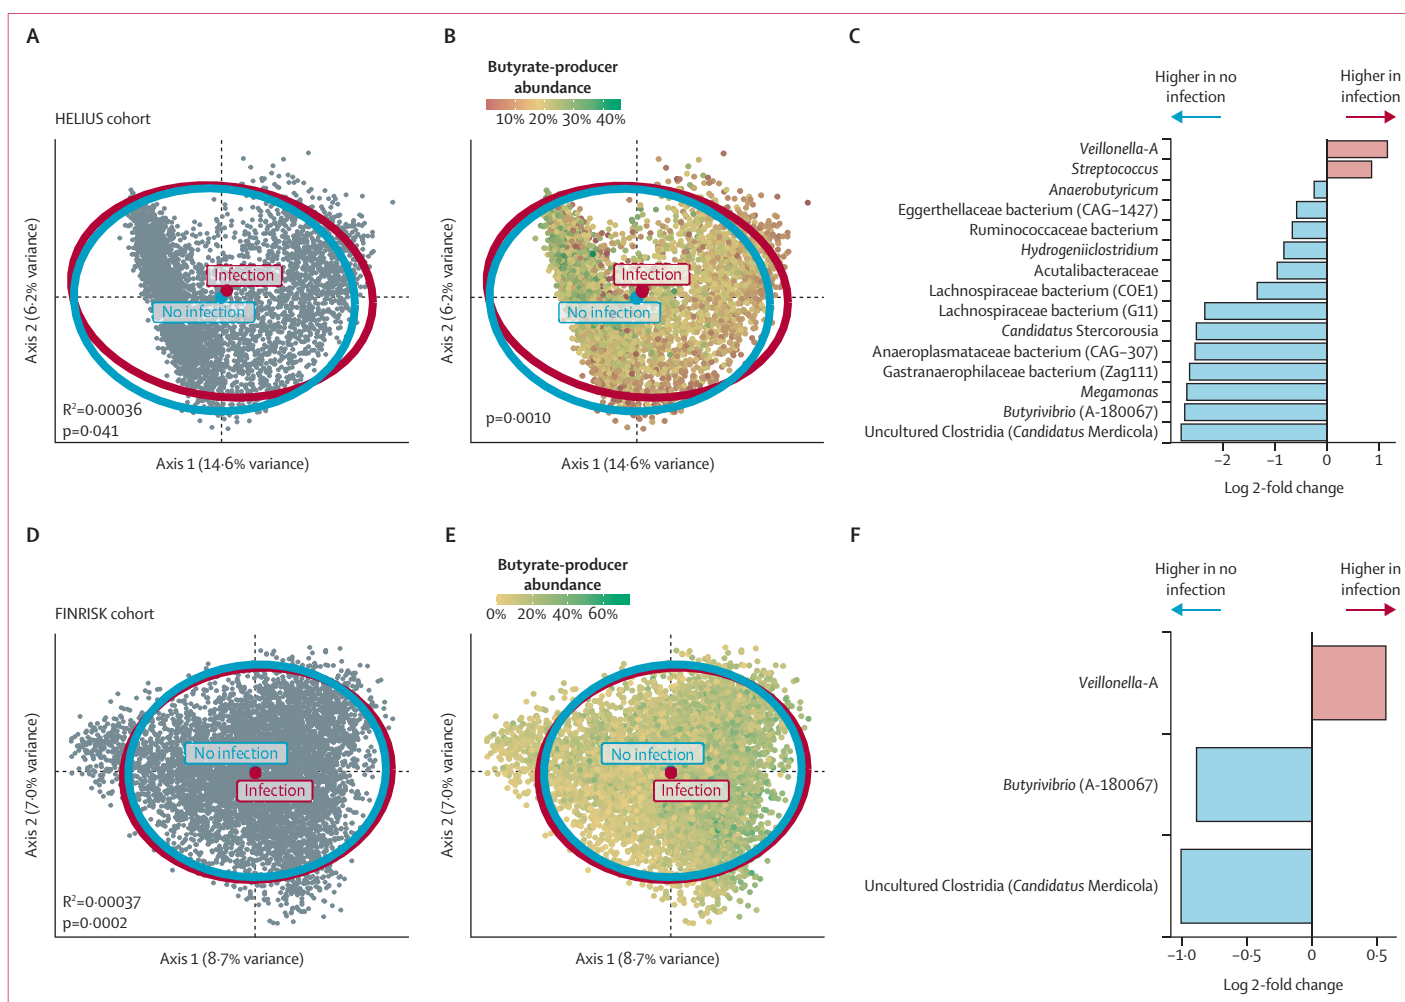 A
HELIUS cohort
Axis 2 (6·2% variance)
Infection
No infection
R²=0·00036
p=0·041
Axis 1 (14·6% variance)
B
Butyrate-producer
abundance
10% 20% 30% 40%
Axis 2 (6·2% variance)
Infection
No infection
p=0·0010
Axis 1 (14·6% variance)
C
Higher in no
infection
Higher in
infection
Veillonella-A
Streptococcus
Anaerobutyricum
Eggerthellaceae bacterium (CAG–1427)
Ruminococcaceae bacterium
Hydrogeniiclostridium
Acutalibacteraceae
Lachnospiraceae bacterium (COE1)
Lachnospiraceae bacterium (G11)
Candidatus Stercorousia
Anaeroplasmataceae bacterium (CAG–307)
Gastranaerophilaceae bacterium (Zag111)
Megamonas
Butyrivibrio (A-180067)
Uncultured Clostridia (Candidatus Merdicola)
–2 –1 0 1
Log 2-fold change
D
FINRISK cohort
Axis 2 (7·0% variance)
No infection
Infection
R²=0·00037
p=0·0002
Axis 1 (8·7% variance)
E
Butyrate-producer
abundance
0% 20% 40% 60%
Axis 2 (7·0% variance)
No infection
Infection
Axis 1 (8·7% variance)
F
Higher in no
infection
Higher in
infection
Veillonella-A
Butyrivibrio (A-180067)
Uncultured Clostridia (Candidatus Merdicola)
–1·0 –0·5 0 0·5
Log 2-fold change